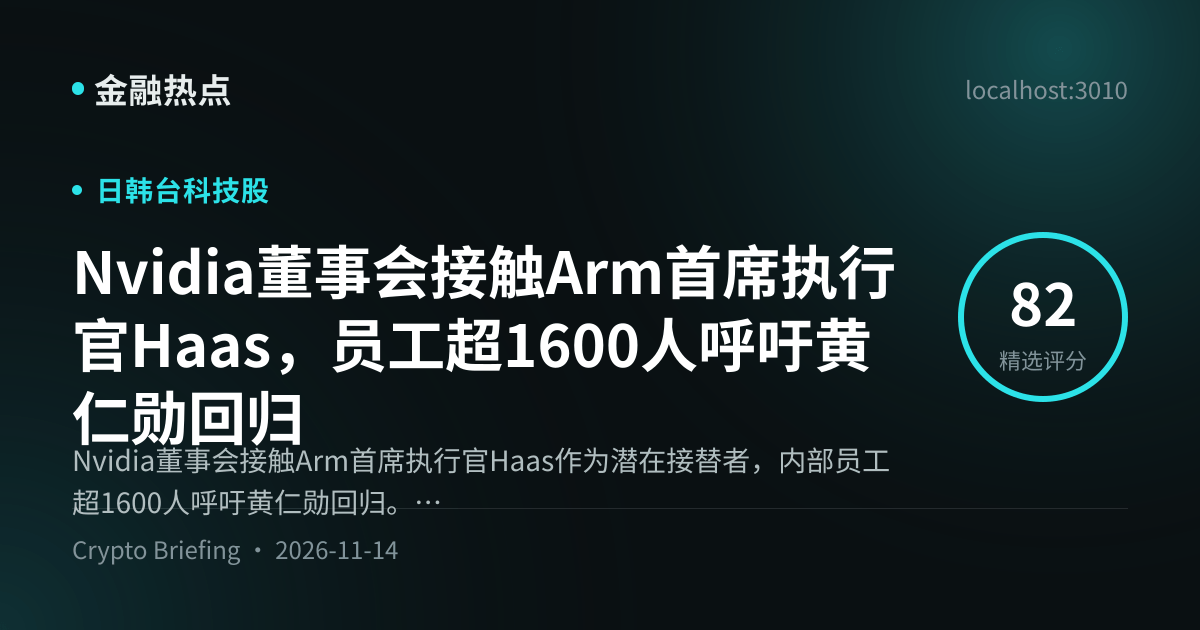 金融热点
localhost:3010
日韩台科技股
Nvidia董事会接触Arm首席执行
官Haas，员工超1600人呼吁黄
仁勋回归
82
精选评分
Nvidia董事会接触Arm首席执行官Haas作为潜在接替者，内部员工
超1600人呼吁黄仁勋回归。…
Crypto Briefing · 2026-11-14